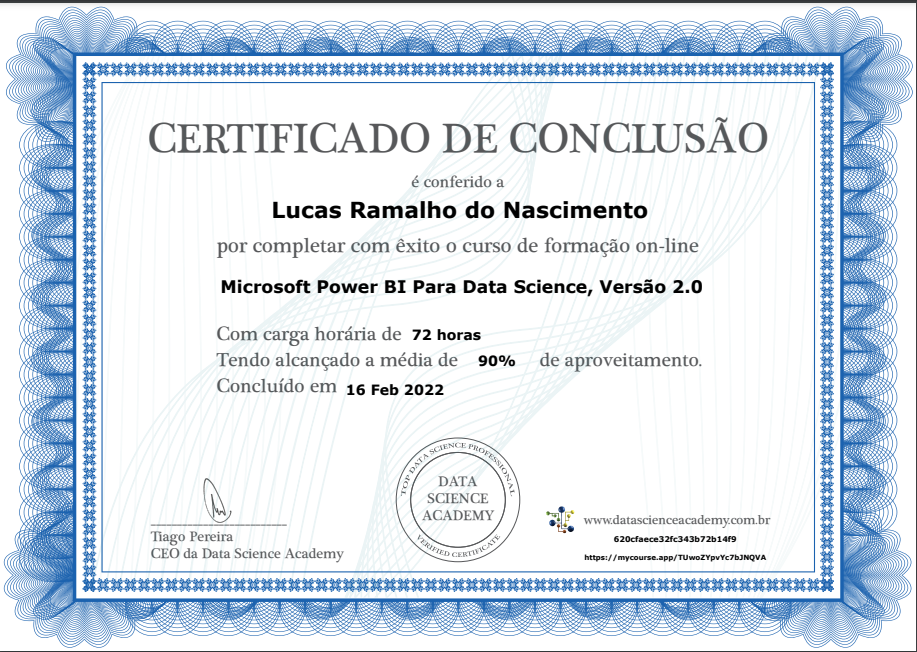 CERTIFICADO DE CONCLUSÃO
é conferido a
Lucas Ramalho do Nascimento
por completar com êxito o curso de formação on-line
Microsoft Power BI Para Data Science, Versão 2.0
Com carga horária de 72 horas
Tendo alcançado a média de 90% de aproveitamento.
Concluído em 16 Feb 2022
TOP DATA SCIENCE PROFESSIONAL
DATA
SCIENCE
ACADEMY
VERIFIED CERTIFICATE
Tiago Pereira
CEO da Data Science Academy
www.datascienceacademy.com.br
620cfaece32fc343b72b14f9
https://mycourse.app/TUwoZYpvYc7bJNQVA